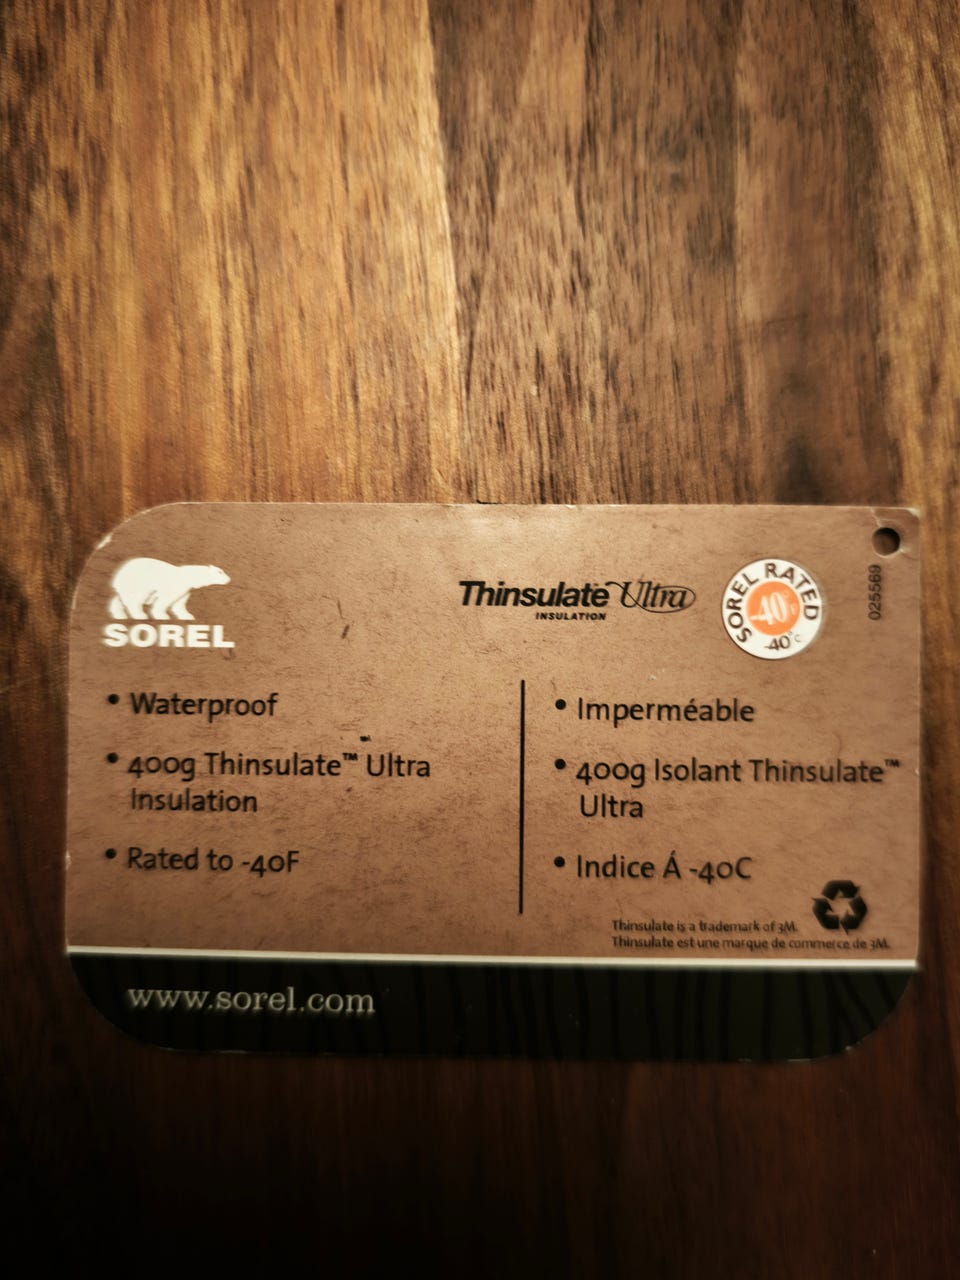 SOREL
Thinsulate Ultra
INSULATION
SOREL RATED
-40°F
-40°C
025569
• Waterproof
• 400g Thinsulate™ Ultra
Insulation
• Rated to -40F
• Imperméable
• 400g Isolant Thinsulate™
Ultra
• Indice Á -40C
Thinsulate is a trademark of 3M.
Thinsulate est une marque de commerce de 3M.
www.sorel.com